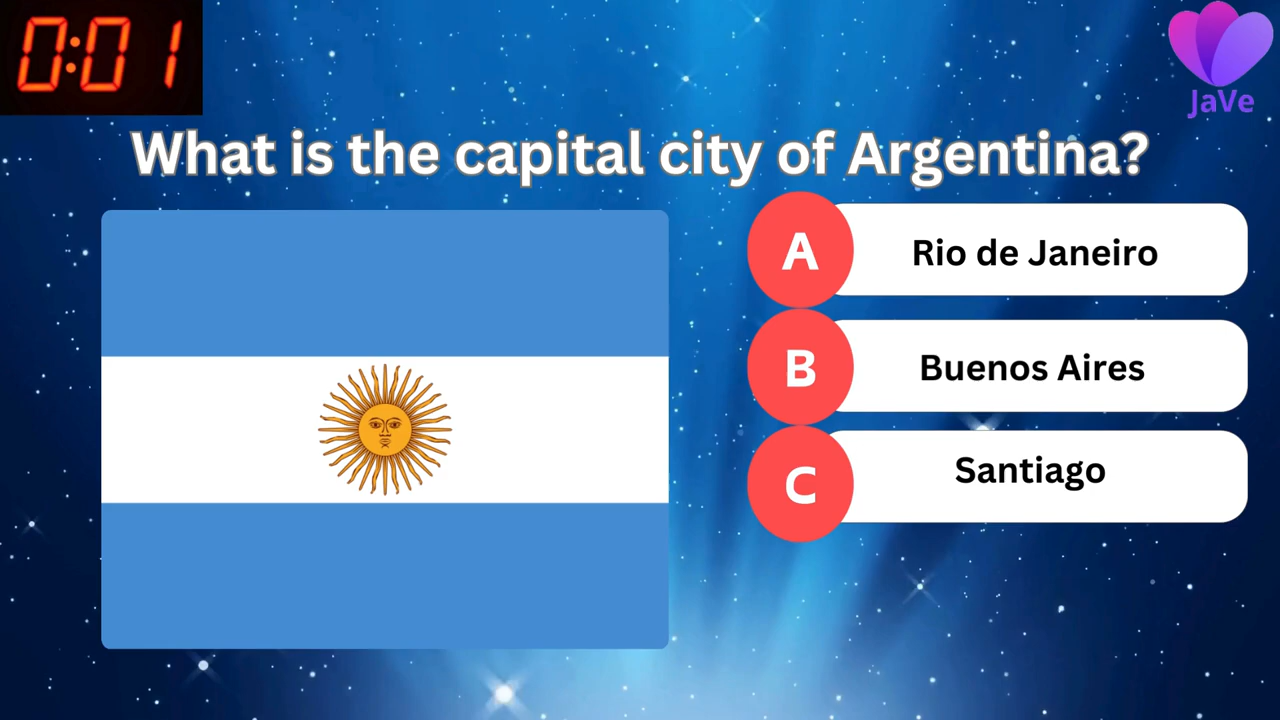 0:01
JaVe
What is the capital city of Argentina?
A Rio de Janeiro
B Buenos Aires
C Santiago